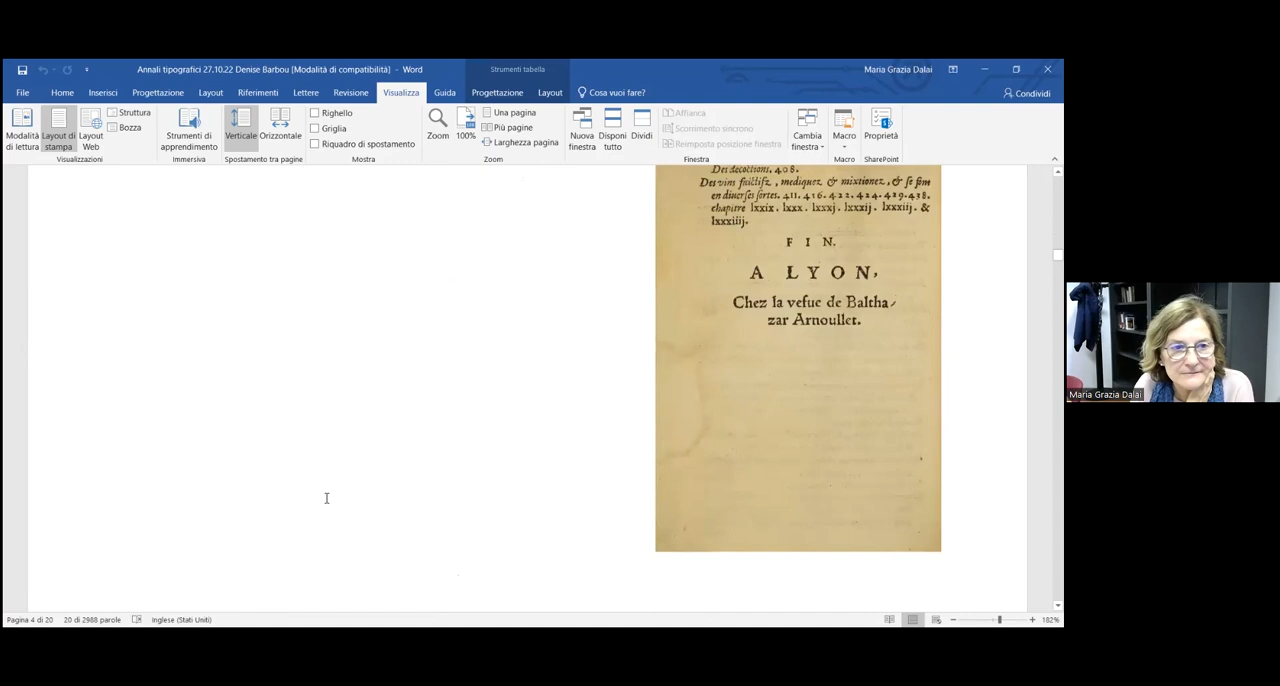 Annali tipografici 27.10.22 Denise Barbou [Modalità di compatibilità] - Word
Strumenti tabella
Maria Grazia Dalai
File Home Inserisci Progettazione Layout Riferimenti Lettere Revisione Visualizza Guida Progettazione Layout Cosa vuoi fare?
Condividi
Modalità di lettura
Layout di stampa
Layout Web
Struttura
Bozza
Visualizzazioni
Strumenti di apprendimento
Immersiva
Verticale
Orizzontale
Spostamento tra pagine
Righello
Griglia
Riquadro di spostamento
Mostra
Zoom
100%
Una pagina
Più pagine
Larghezza pagina
Zoom
Nuova finestra
Disponi tutto
Dividi
Affianca
Scorrimento sincrono
Reimposta posizione finestra
Finestra
Cambia finestra
Macro
Macro
Proprietà
SharePoint
Des decoctions. 408.
Des vins fuictifz, mediquez & mixtionez, & se font
en diuerses sortes. 411. 416. 422. 424. 429. 438.
chapitre lxxix. lxxx. lxxxj. lxxxij. lxxxiij. &
lxxxiiij.
F I N.
A LYON,
Chez la vefue de Baltha-
zar Arnoullet.
Maria Grazia Dalai
Pagina 4 di 20 20 di 2988 parole Inglese (Stati Uniti)
182%